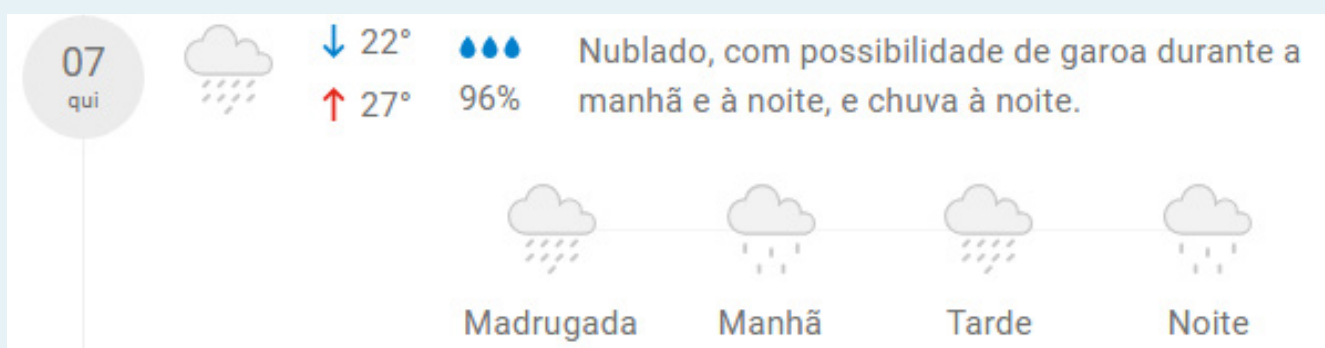 07
qui
22°
27°
96%
Nublado, com possibilidade de garoa durante a
manhã e à noite, e chuva à noite.
Madrugada Manhã Tarde Noite